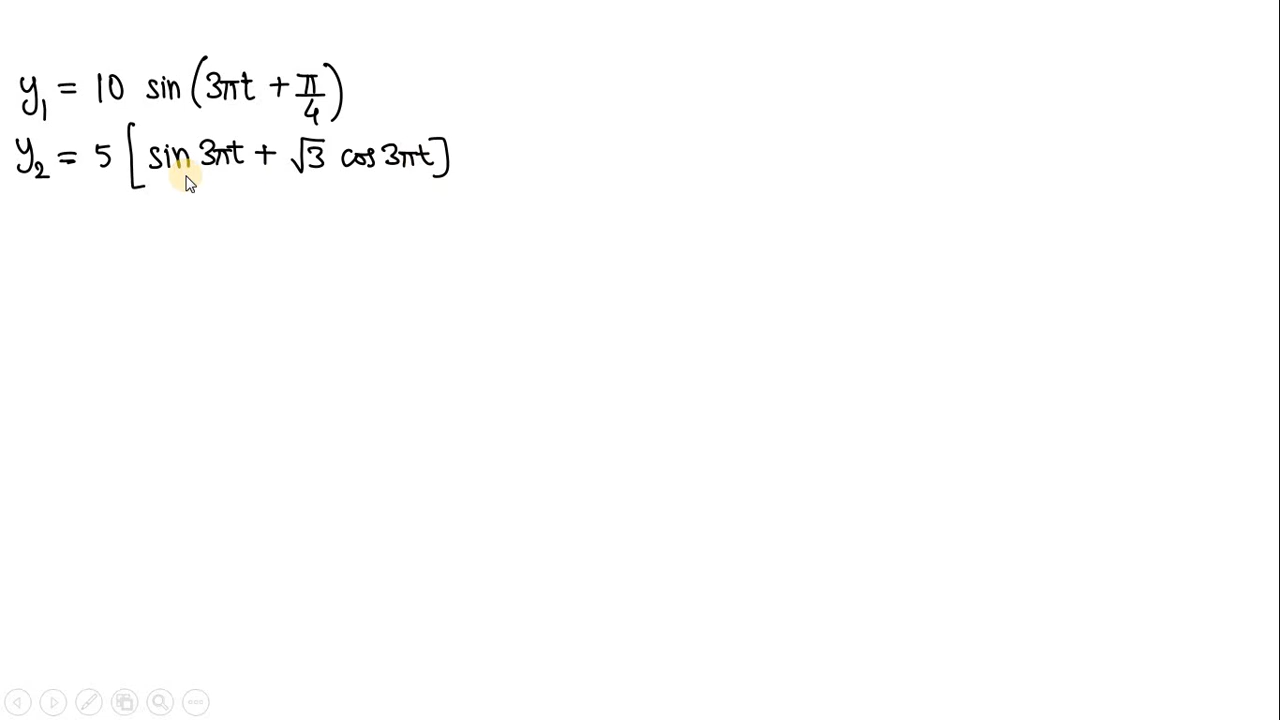 y₁ = 10 sin(3πt + π/4)
y₂ = 5 [sin 3πt + √3 cos 3πt]